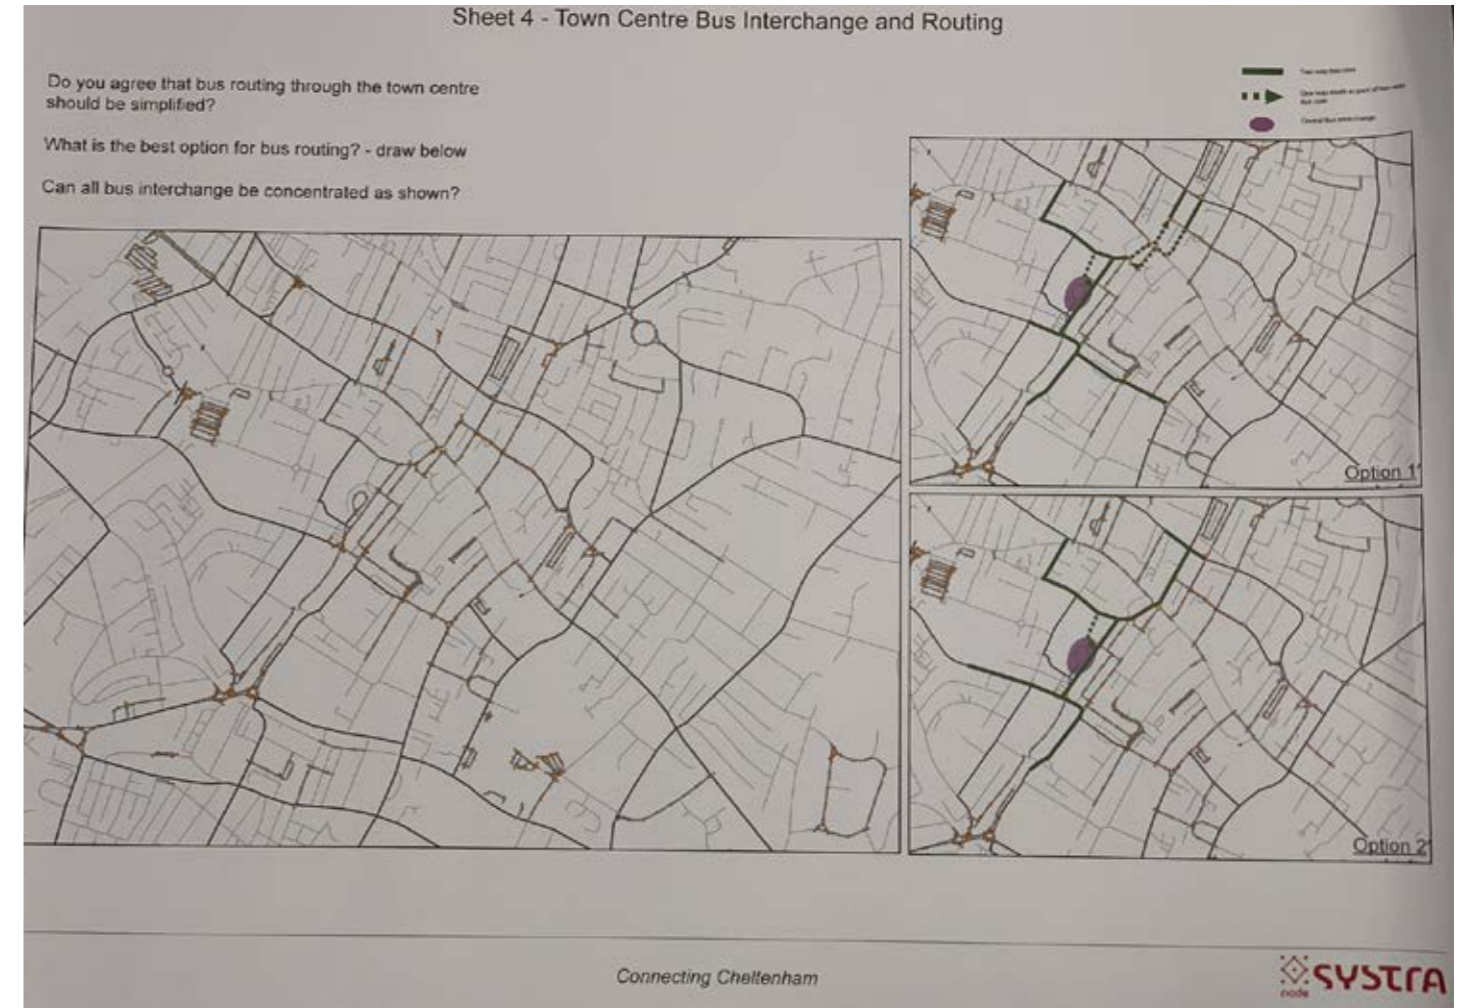 Sheet 4 - Town Centre Bus Interchange and Routing
Do you agree that bus routing through the town centre
should be simplified?
What is the best option for bus routing? - draw below
Can all bus interchange be concentrated as shown?
Option 1
Option 2
Connecting Cheltenham
node
SYSTRA